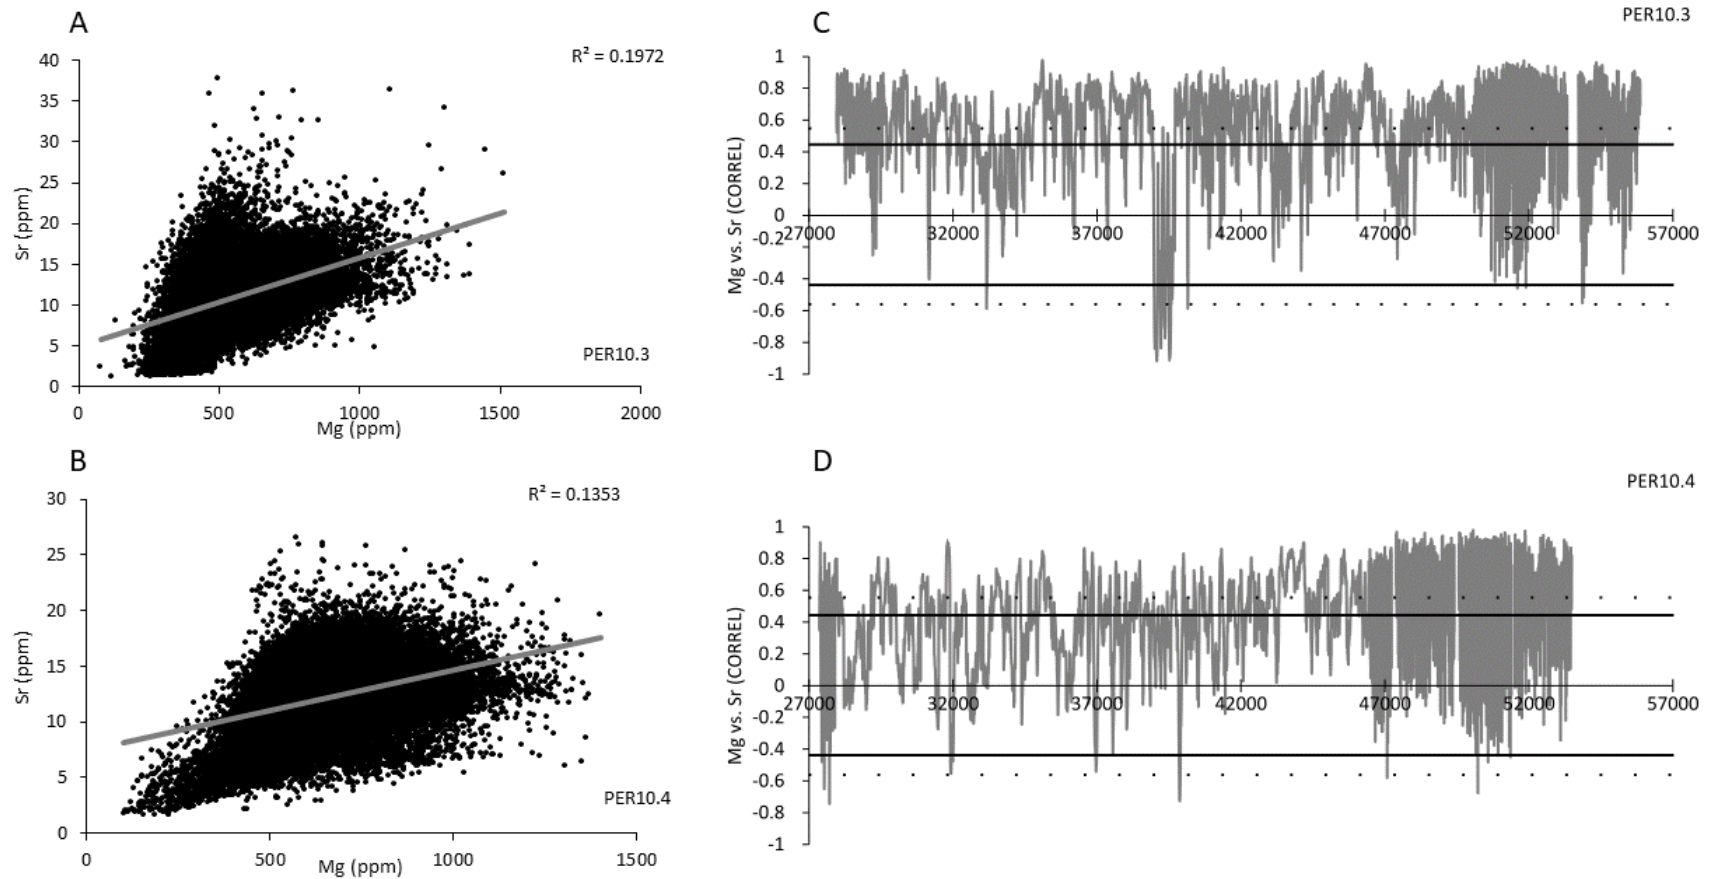 A
R² = 0.1972
40
35
30
25
20
15
10
5
0
Sr (ppm)
PER10.3
0 500 1000 1500 2000
Mg (ppm)
C
PER10.3
1
0.8
0.6
0.4
0.2
0
-0.2
-0.4
-0.6
-0.8
-1
Mg vs. Sr (CORREL)
27000 32000 37000 42000 47000 52000 57000
B
R² = 0.1353
30
25
20
15
10
5
0
Sr (ppm)
PER10.4
0 500 1000 1500
Mg (ppm)
D
PER10.4
1
0.8
0.6
0.4
0.2
0
-0.2
-0.4
-0.6
-0.8
-1
Mg vs. Sr (CORREL)
27000 32000 37000 42000 47000 52000 57000